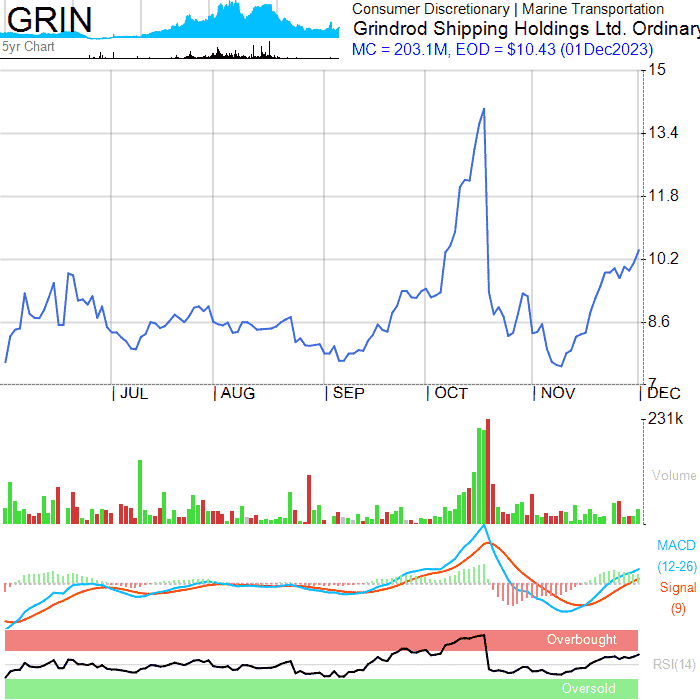 GRIN
5yr Chart
Consumer Discretionary | Marine Transportation
Grindrod Shipping Holdings Ltd. Ordinary
MC = 203.1M, EOD = $10.43 (01Dec2023)
15
13.4
11.8
10.2
8.6
7
JUL AUG SEP OCT NOV DEC
231k
Volume
MACD
(12-26)
Signal
(9)
Overbought
RSI(14)
Oversold